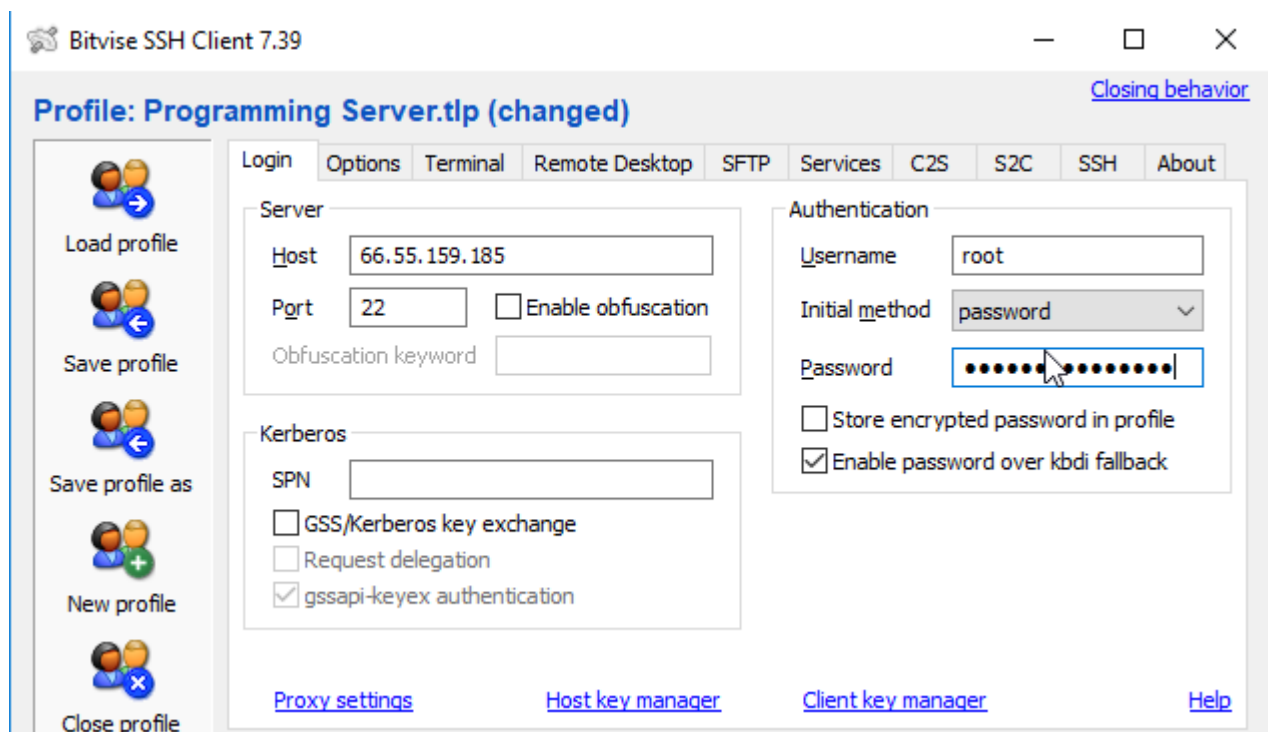 Bitvise SSH Client 7.39
Closing behavior
Profile: Programming Server.tlp (changed)
Load profile
Save profile
Save profile as
New profile
Close profile
Login Options Terminal Remote Desktop SFTP Services C2S S2C SSH About
Server
Host 66.55.159.185
Port 22 Enable obfuscation
Obfuscation keyword
Kerberos
SPN
GSS/Kerberos key exchange
Request delegation
gssapi-keyex authentication
Authentication
Username root
Initial method password
Password
Store encrypted password in profile
Enable password over kbdi fallback
Proxy settings Host key manager Client key manager Help